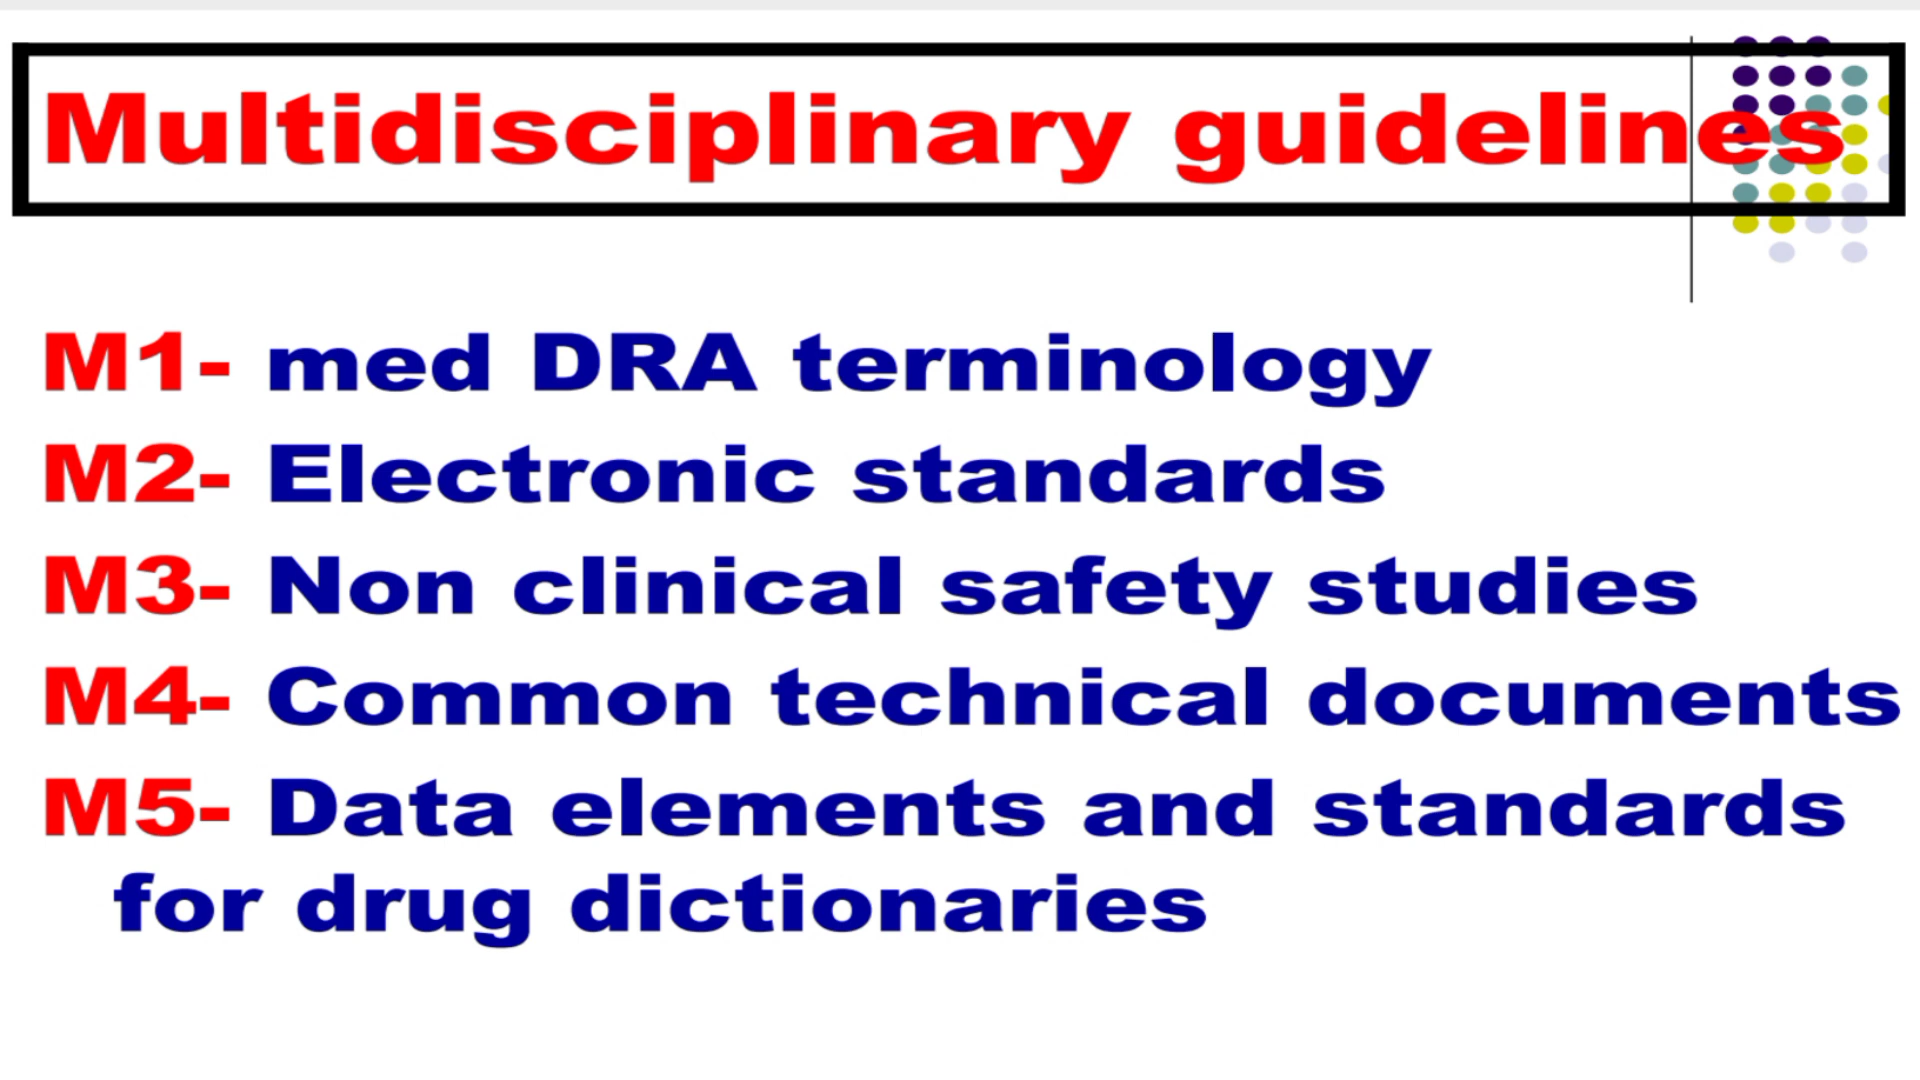 Multidisciplinary guidelines
M1- med DRA terminology
M2- Electronic standards
M3- Non clinical safety studies
M4- Common technical documents
M5- Data elements and standards
for drug dictionaries